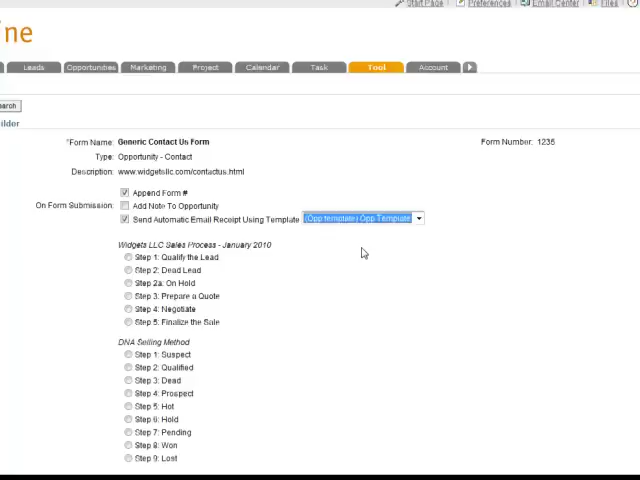 Start Page | Preferences | Email Center | Files
ine
Leads Opportunities Marketing Project Calendar Task Tool Account
earch
ilder
*Form Name: Generic Contact Us Form Form Number: 1235
Type: Opportunity - Contact
Description: www.widgetsllc.com/contactus.html
On Form Submission:
Append Form #
Add Note To Opportunity
Send Automatic Email Receipt Using Template (Opp template) Opp Template
Widgets LLC Sales Process - January 2010
Step 1: Qualify the Lead
Step 2: Dead Lead
Step 2a: On Hold
Step 3: Prepare a Quote
Step 4: Negotiate
Step 5: Finalize the Sale
DNA Selling Method
Step 1: Suspect
Step 2: Qualified
Step 3: Dead
Step 4: Prospect
Step 5: Hot
Step 6: Hold
Step 7: Pending
Step 8: Won
Step 9: Lost